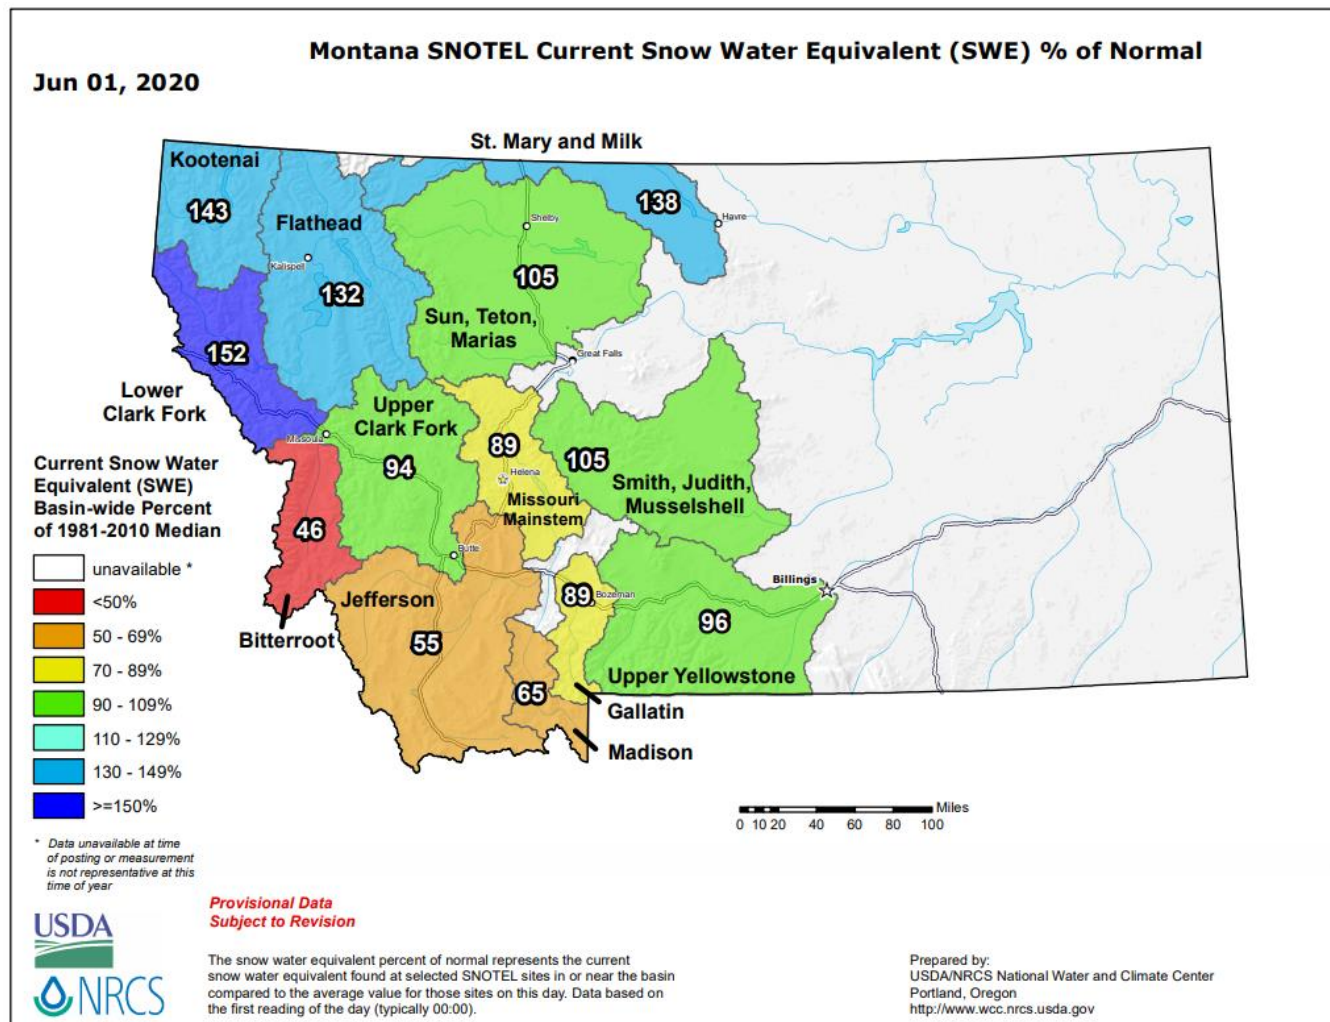 Montana SNOTEL Current Snow Water Equivalent (SWE) % of Normal
Jun 01, 2020
St. Mary and Milk
Kootenai
143
Flathead
138
Havre
Shelby
Kalispell
132
105
Sun, Teton,
Marias
152
Great Falls
Lower
Clark Fork
Upper
Clark Fork
Missoula
89
94
105
Helena
Smith, Judith,
Musselshell
Missouri
Mainstem
Current Snow Water
Equivalent (SWE)
Basin-wide Percent
of 1981-2010 Median
46
Butte
Billings
Jefferson
89
Bozeman
96
55
Bitterroot
Upper Yellowstone
65
Gallatin
Madison
unavailable *
<50%
50 - 69%
70 - 89%
90 - 109%
110 - 129%
130 - 149%
>=150%
Miles
0 10 20 40 60 80 100
* Data unavailable at time
of posting or measurement
is not representative at this
time of year
Provisional Data
Subject to Revision
USDA
NRCS
The snow water equivalent percent of normal represents the current
snow water equivalent found at selected SNOTEL sites in or near the basin
compared to the average value for those sites on this day. Data based on
the first reading of the day (typically 00:00).
Prepared by:
USDA/NRCS National Water and Climate Center
Portland, Oregon
http://www.wcc.nrcs.usda.gov